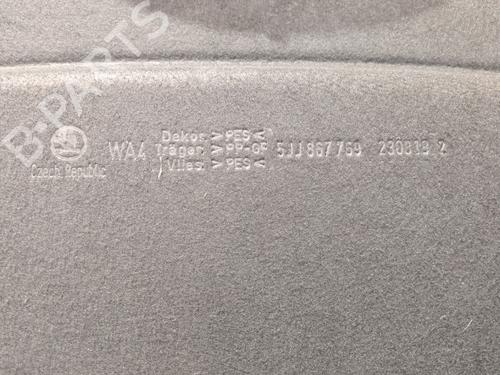 B-PARTS
Dekor: >PES<
WA4 Träger: >PP-GF< 5JJ867769 230819 2
Czech Republic
Vlies: >PES<